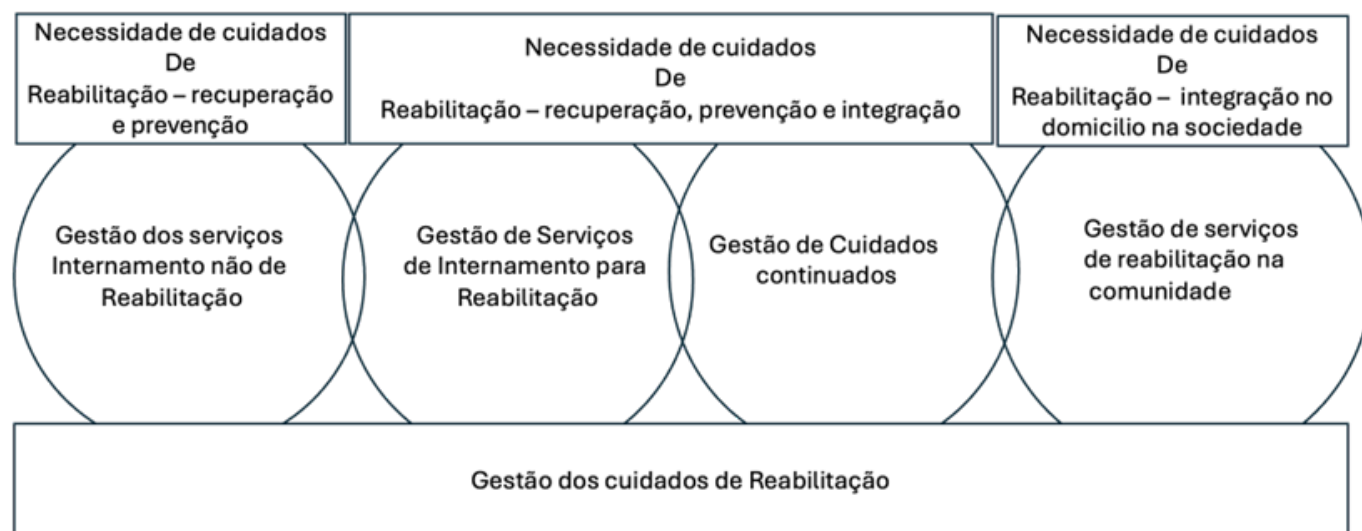 Necessidade de cuidados
De
Reabilitação – recuperação
e prevenção
Necessidade de cuidados
De
Reabilitação – recuperação, prevenção e integração
Necessidade de cuidados
De
Reabilitação – integração no
domicilio na sociedade
Gestão dos serviços
Internamento não de
Reabilitação
Gestão de Serviços
de Internamento para
Reabilitação
Gestão de Cuidados
continuados
Gestão de serviços
de reabilitação na
comunidade
Gestão dos cuidados de Reabilitação